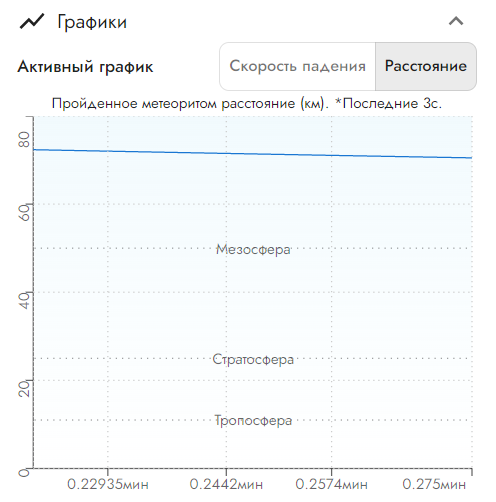 Графики
Активный график
Скорость падения
Расстояние
Пройденное метеоритом расстояние (км). *Последние 3с.
80
60
Мезосфера
40
Стратосфера
20
Тропосфера
0
0.22935мин
0.2442мин
0.2574мин
0.275мин